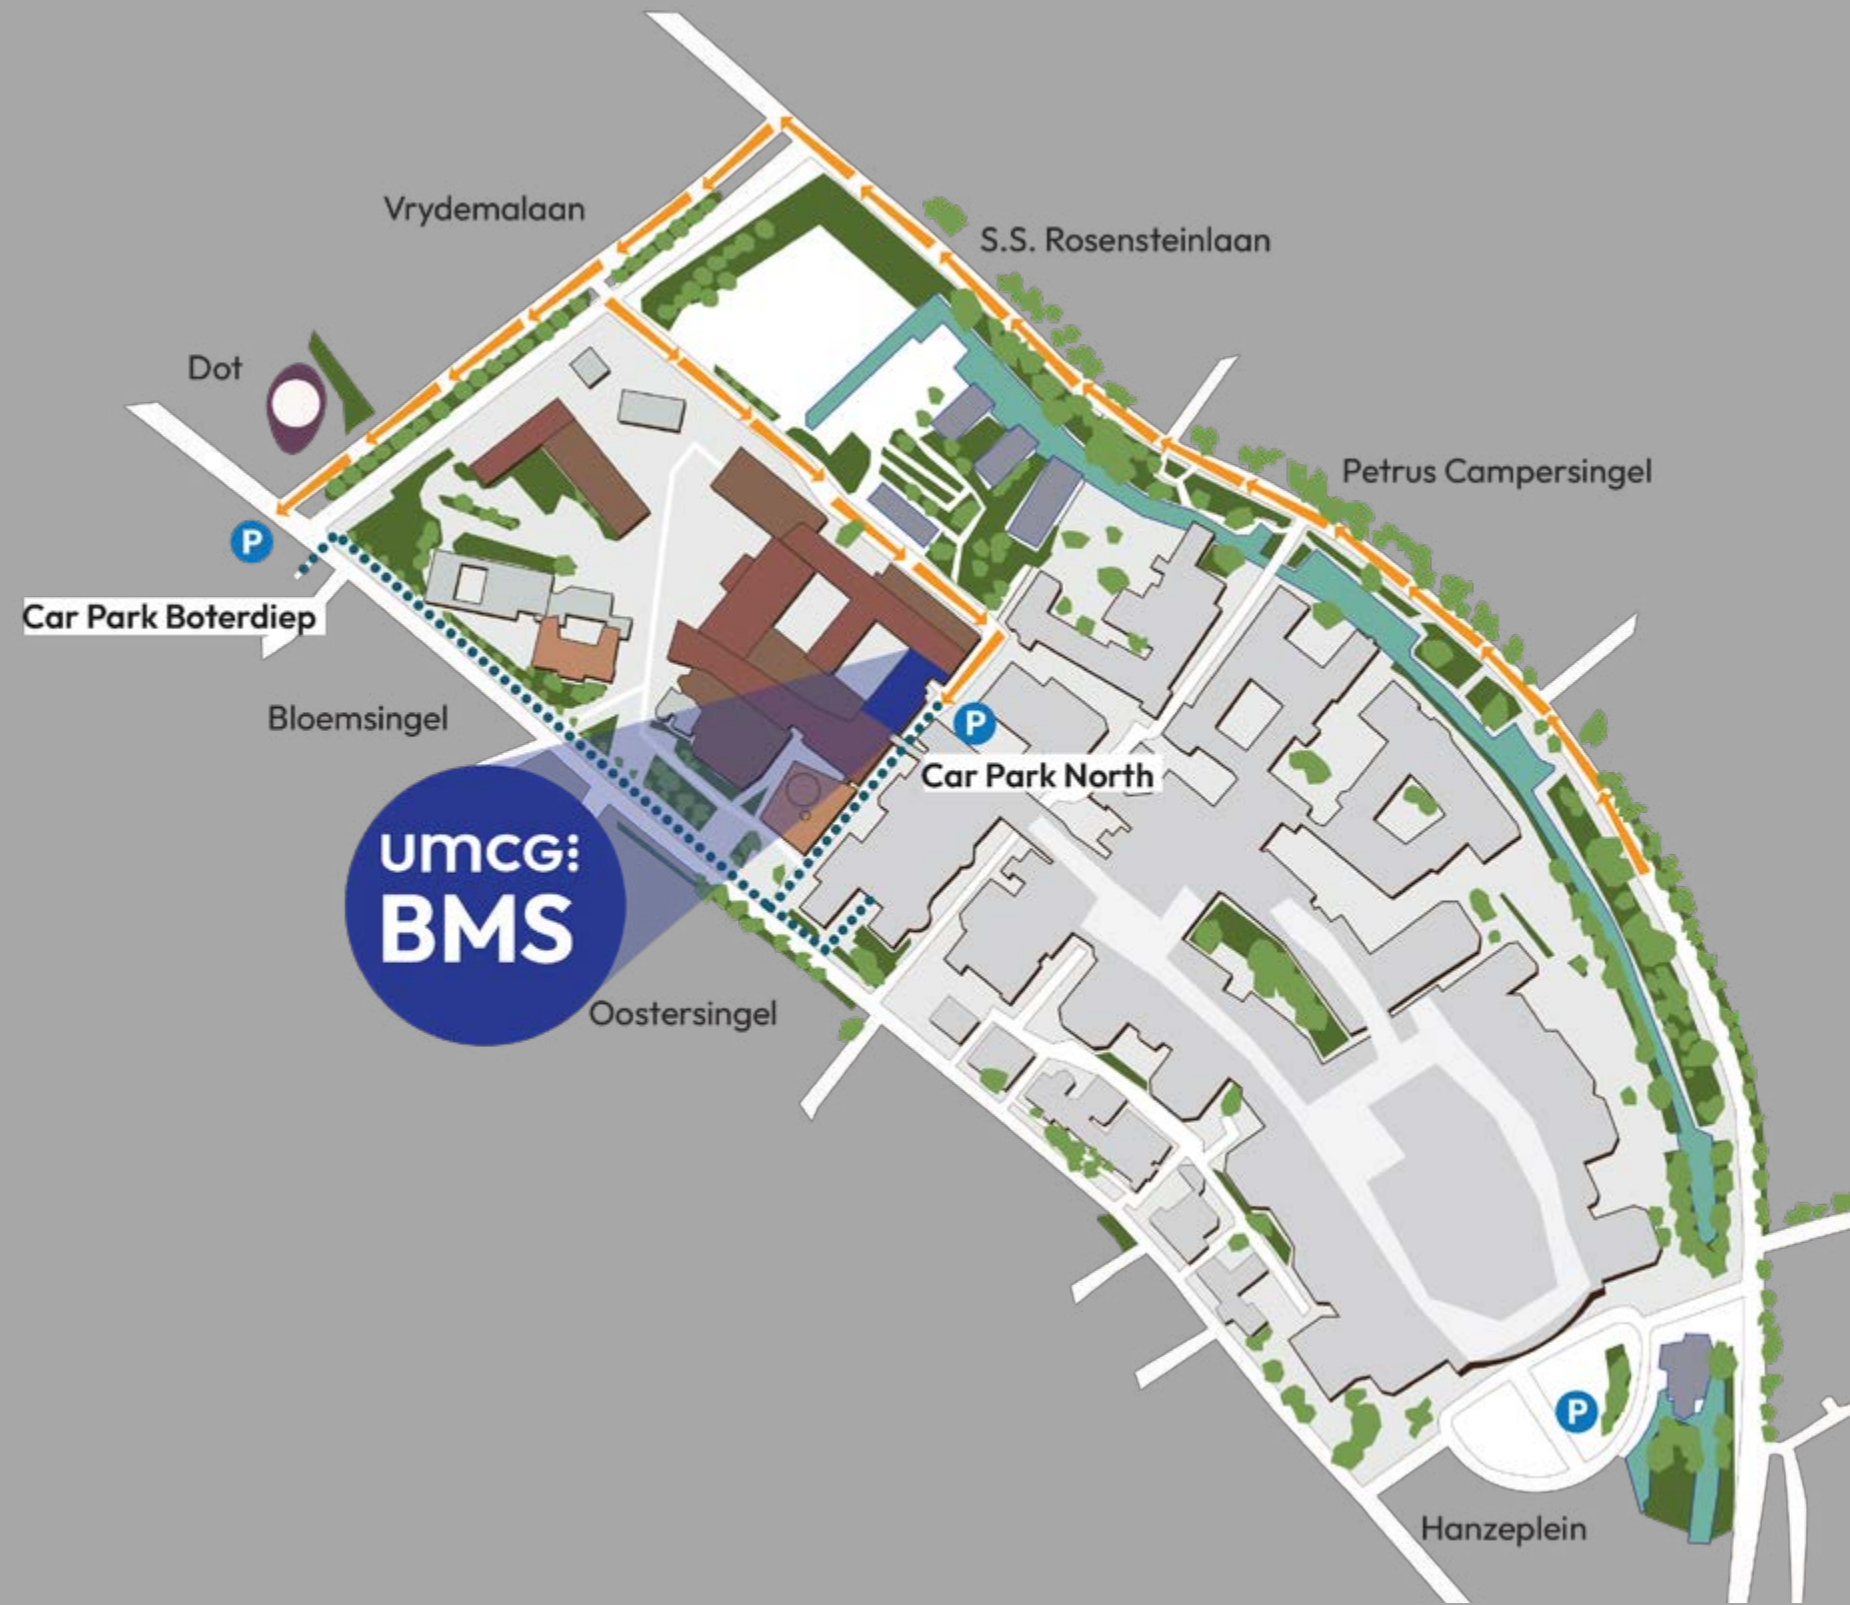 Vrydemalaan
S.S. Rosensteinlaan
Dot
Petrus Campersingel
P
Car Park Boterdiep
Bloemsingel
P
Car Park North
umcg
BMS
Oostersingel
P
Hanzeplein